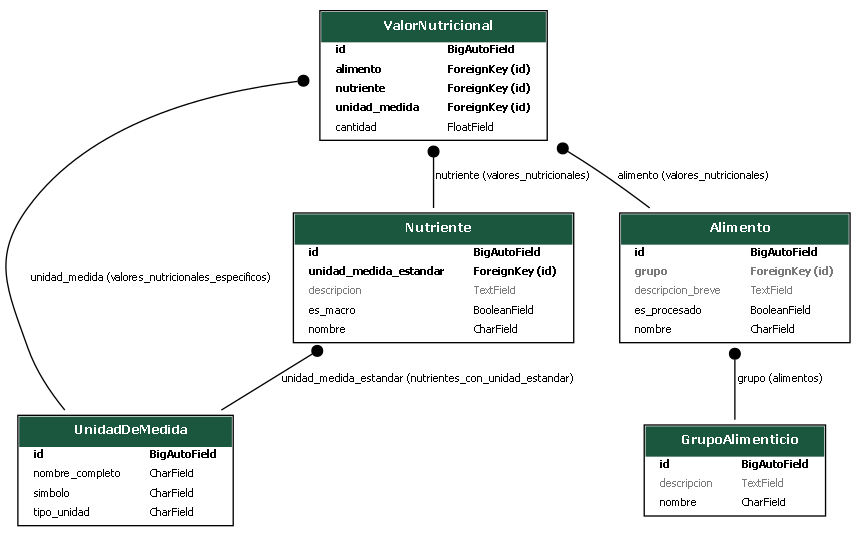 ValorNutricional
id BigAutoField
alimento ForeignKey (id)
nutriente ForeignKey (id)
unidad_medida ForeignKey (id)
cantidad FloatField
nutriente (valores_nutricionales)
alimento (valores_nutricionales)
Nutriente
id BigAutoField
unidad_medida_estandar ForeignKey (id)
descripcion TextField
es_macro BooleanField
nombre CharField
Alimento
id BigAutoField
grupo ForeignKey (id)
descripcion_breve TextField
es_procesado BooleanField
nombre CharField
unidad_medida (valores_nutricionales_especificos)
unidad_medida_estandar (nutrientes_con_unidad_estandar)
grupo (alimentos)
UnidadDeMedida
id BigAutoField
nombre_completo CharField
simbolo CharField
tipo_unidad CharField
GrupoAlimenticio
id BigAutoField
descripcion TextField
nombre CharField